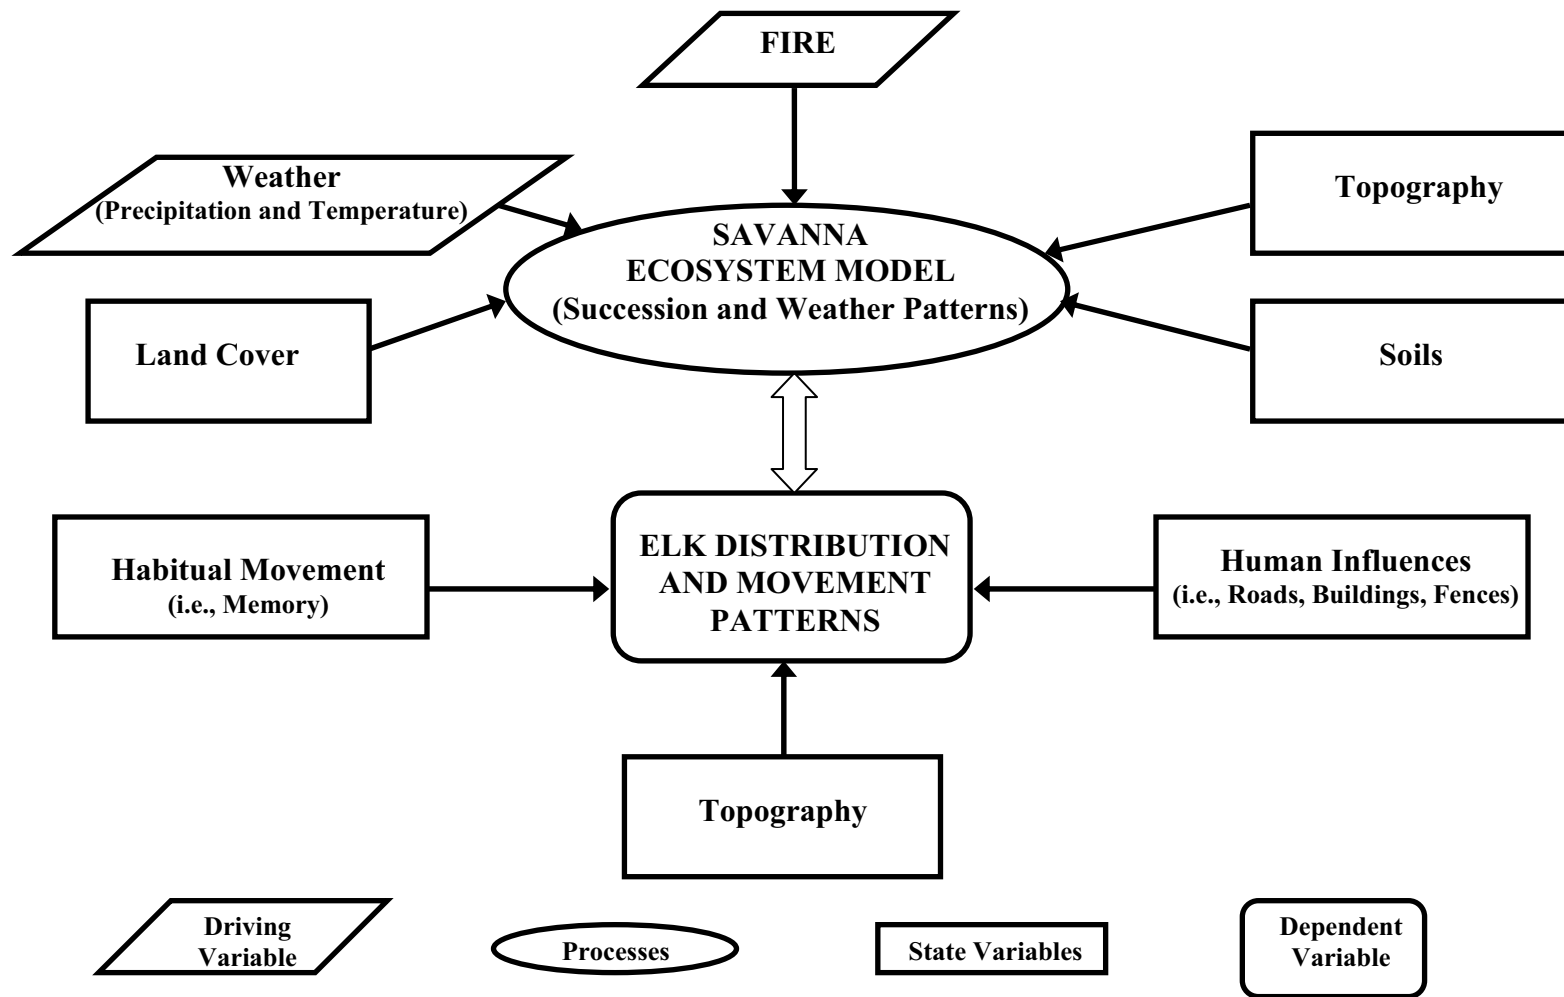 FIRE
Weather
(Precipitation and Temperature)
Topography
SAVANNA
ECOSYSTEM MODEL
(Succession and Weather Patterns)
Land Cover
Soils
Habitual Movement
(i.e., Memory)
ELK DISTRIBUTION
AND MOVEMENT
PATTERNS
Human Influences
(i.e., Roads, Buildings, Fences)
Topography
Driving
Variable
Processes
State Variables
Dependent
Variable